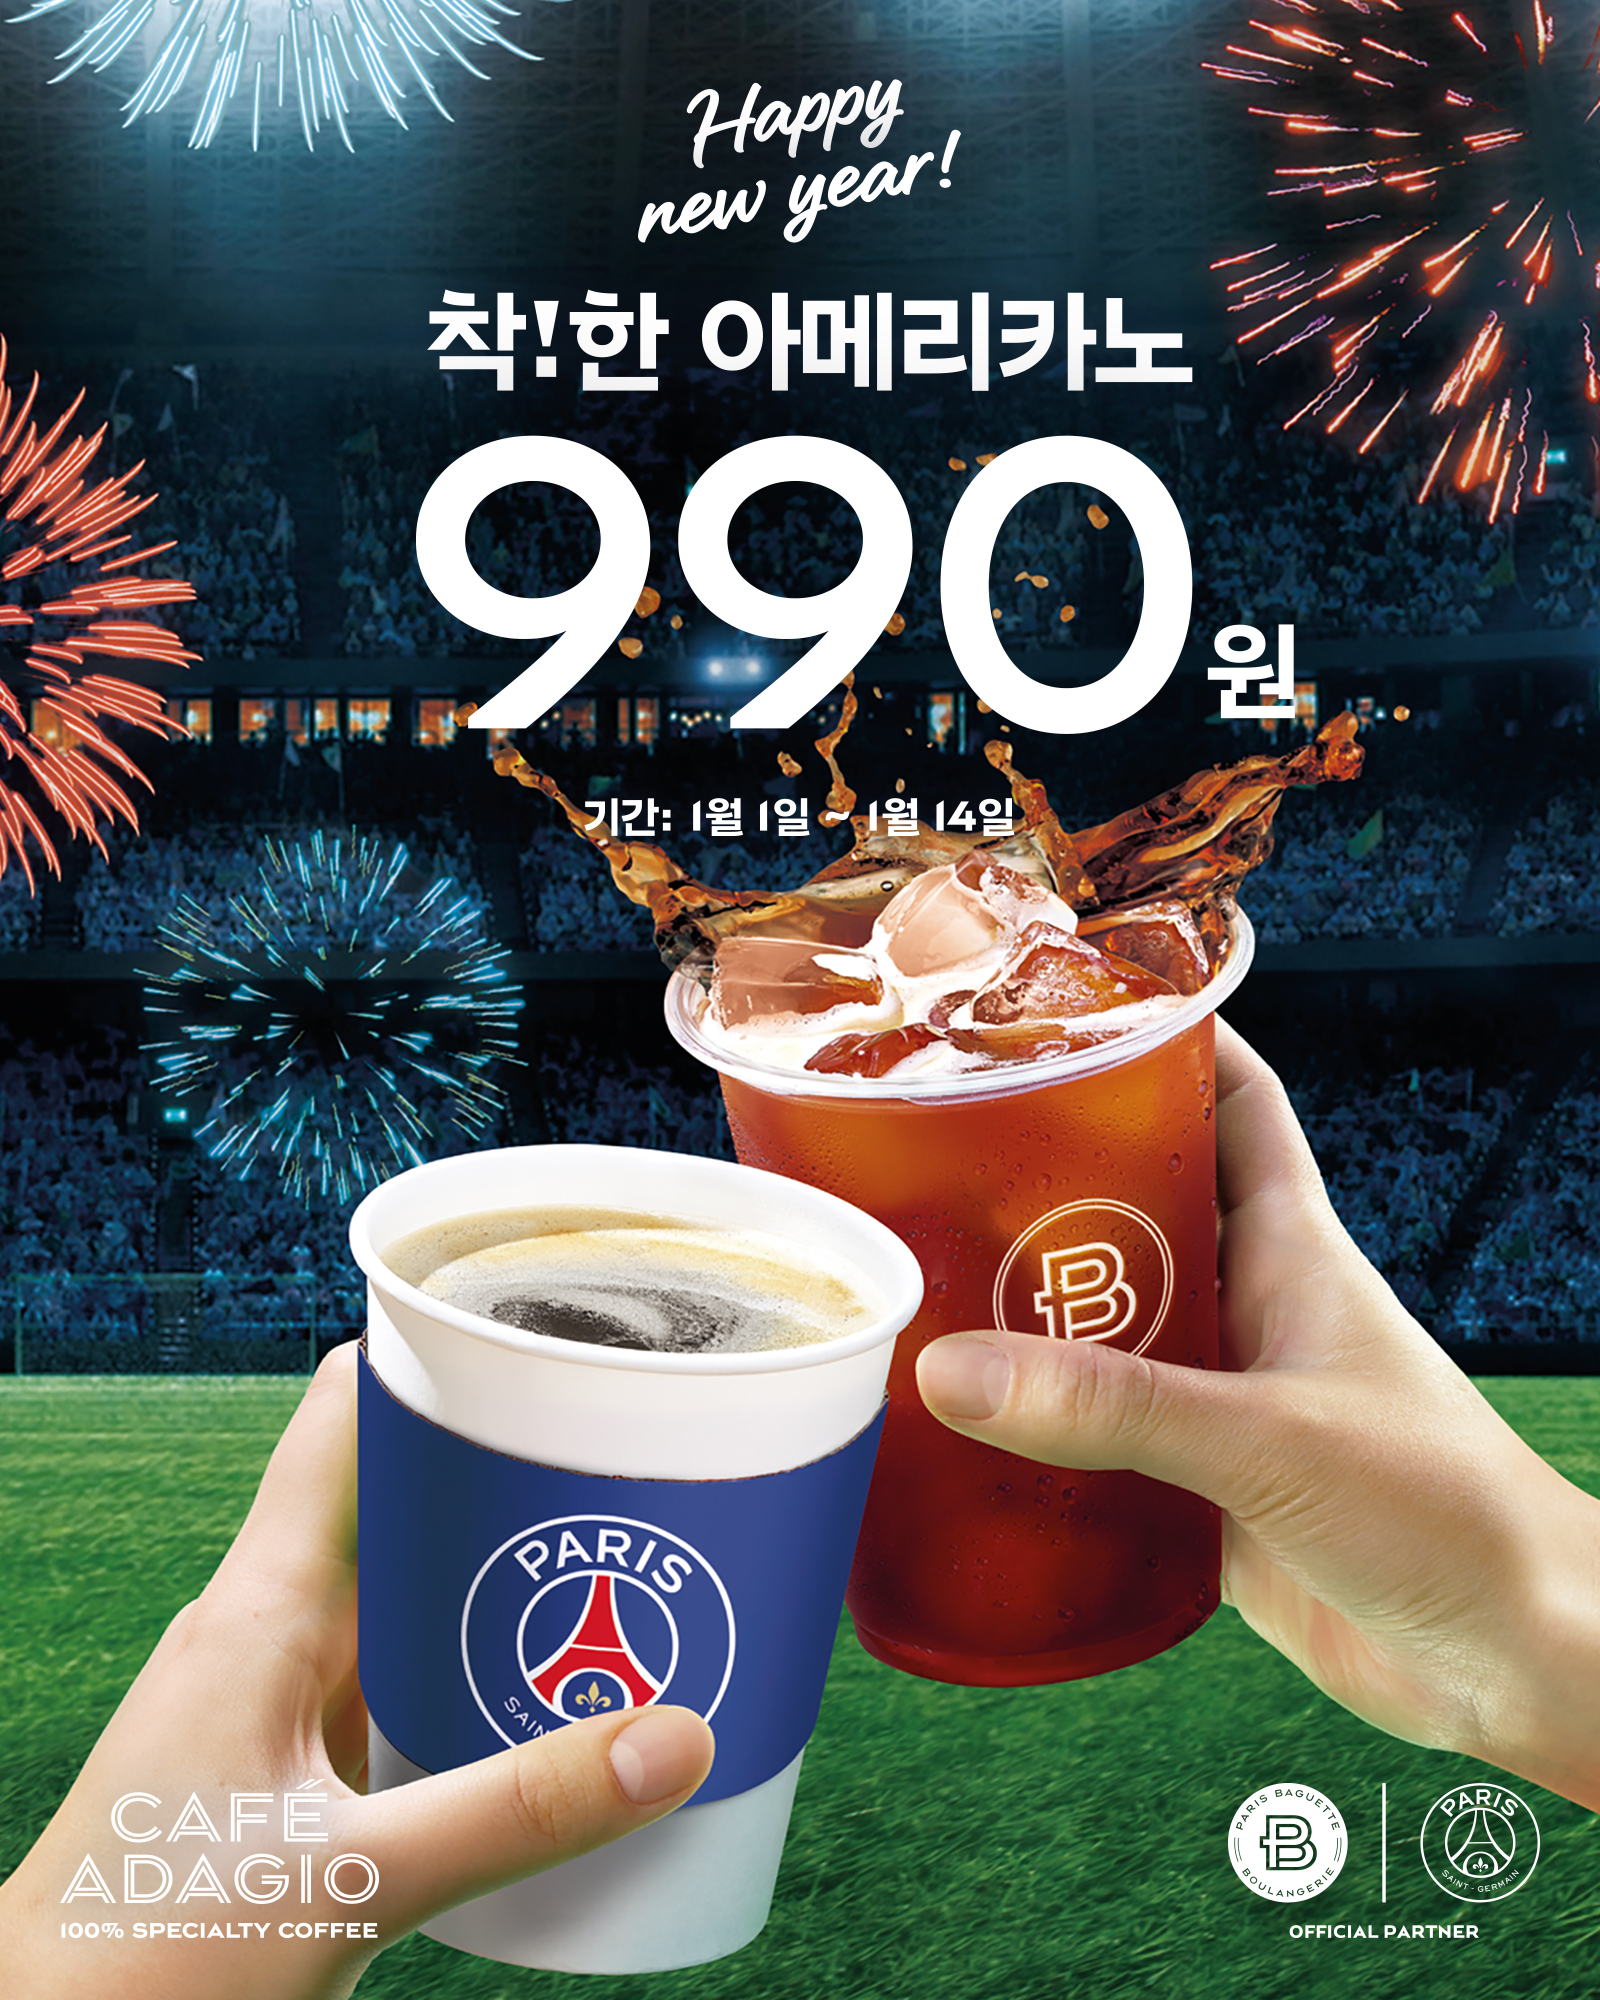 Happy
new year!
착!한 아메리카노
990원
기간: 1월 1일 ~ 1월 14일
B
PARIS
CAFÉ
ADAGIO
100% SPECIALTY COFFEE
PARIS BAGUETTE
B
BOULANGERIE
PARIS
SAINT-GERMAIN
OFFICIAL PARTNER